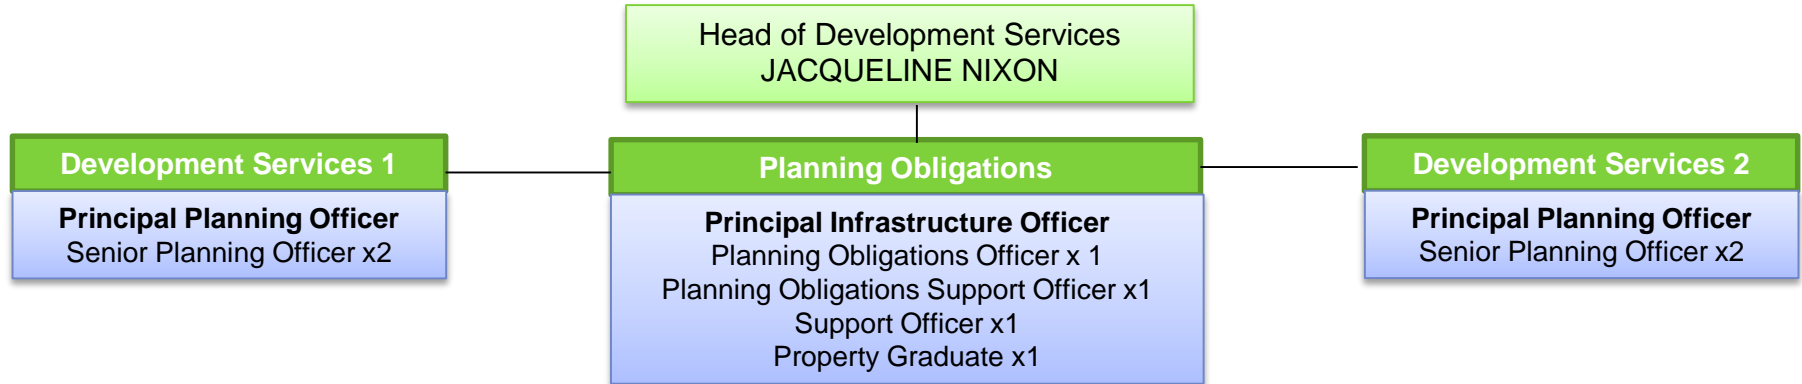 Head of Development Services
JACQUELINE NIXON
Development Services 1
Principal Planning Officer
Senior Planning Officer x2
Planning Obligations
Principal Infrastructure Officer
Planning Obligations Officer x 1
Planning Obligations Support Officer x1
Support Officer x1
Property Graduate x1
Development Services 2
Principal Planning Officer
Senior Planning Officer x2